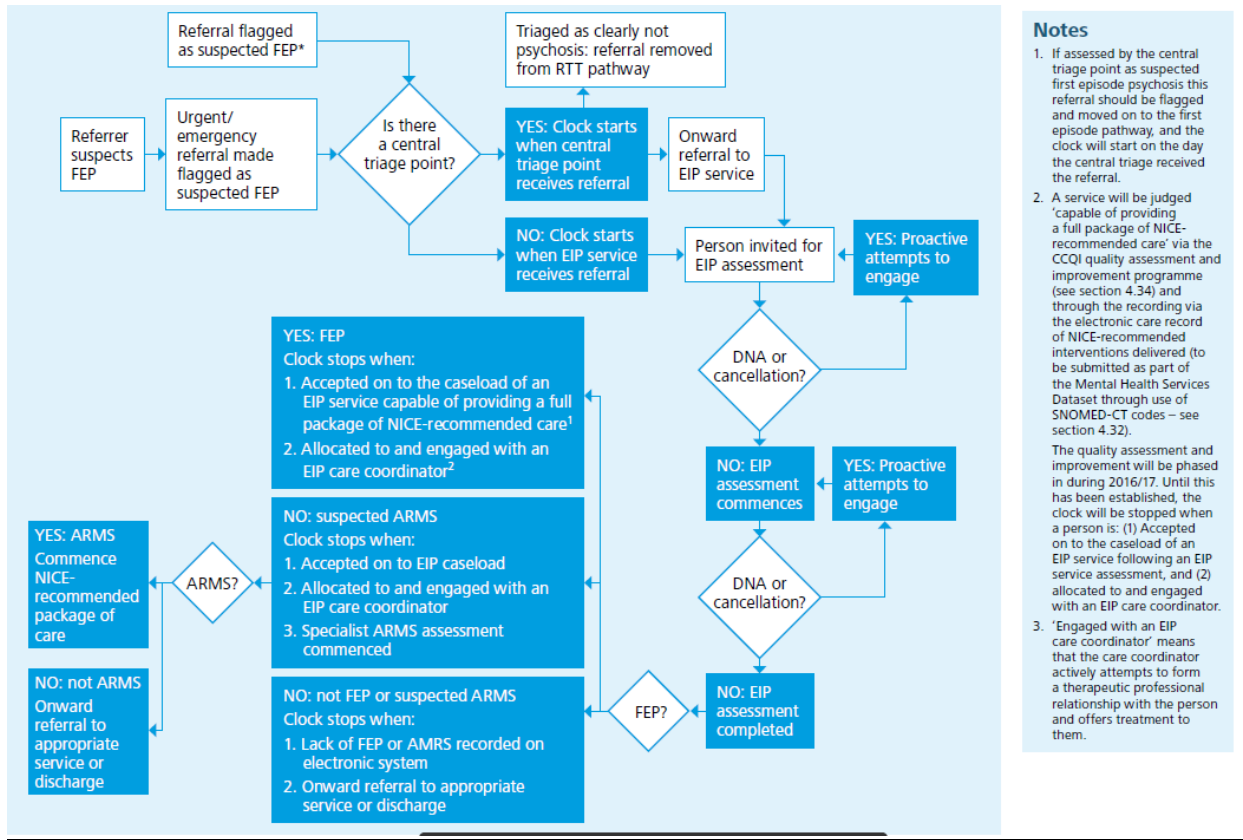 Referral flagged
as suspected FEP*
Triaged as clearly not
psychosis: referral removed
from RTT pathway
Referrer
suspects
FEP
Urgent/
emergency
referral made
flagged as
suspected FEP
Is there
a central
triage point?
YES: Clock starts
when central
triage point
receives referral
Onward
referral to
EIP service
NO: Clock starts
when EIP service
receives referral
Person invited for
EIP assessment
YES: Proactive
attempts to
engage
DNA or
cancellation?
NO: EIP
assessment
commences
YES: Proactive
attempts to
engage
DNA or
cancellation?
NO: EIP
assessment
completed
FEP?
YES: FEP
Clock stops when:
1. Accepted on to the caseload of an
EIP service capable of providing a full
package of NICE-recommended care1
2. Allocated to and engaged with an
EIP care coordinator2
NO: suspected ARMS
Clock stops when:
1. Accepted on to EIP caseload
2. Allocated to and engaged with an
EIP care coordinator
3. Specialist ARMS assessment
commenced
NO: not FEP or suspected ARMS
Clock stops when:
1. Lack of FEP or AMRS recorded on
electronic system
2. Onward referral to appropriate
service or discharge
ARMS?
YES: ARMS
Commence
NICE-
recommended
package of
care
NO: not ARMS
Onward
referral to
appropriate
service or
discharge
Notes
1. If assessed by the central
triage point as suspected
first episode psychosis this
referral should be flagged
and moved on to the first
episode pathway, and the
clock will start on the day
the central triage received
the referral.
2. A service will be judged
‘capable of providing
a full package of NICE-
recommended care’ via the
CCQI quality assessment and
improvement programme
(see section 4.34) and
through the recording via
the electronic care record
of NICE-recommended
interventions delivered (to
be submitted as part of
the Mental Health Services
Dataset through use of
SNOMED-CT codes – see
section 4.32).
The quality assessment and
improvement will be phased
in during 2016/17. Until this
has been established, the
clock will be stopped when
a person is: (1) Accepted
on to the caseload of an
EIP service following an EIP
service assessment, and (2)
allocated to and engaged
with an EIP care coordinator.
3. ‘Engaged with an EIP
care coordinator’ means
that the care coordinator
actively attempts to form
a therapeutic professional
relationship with the person
and offers treatment to
them.